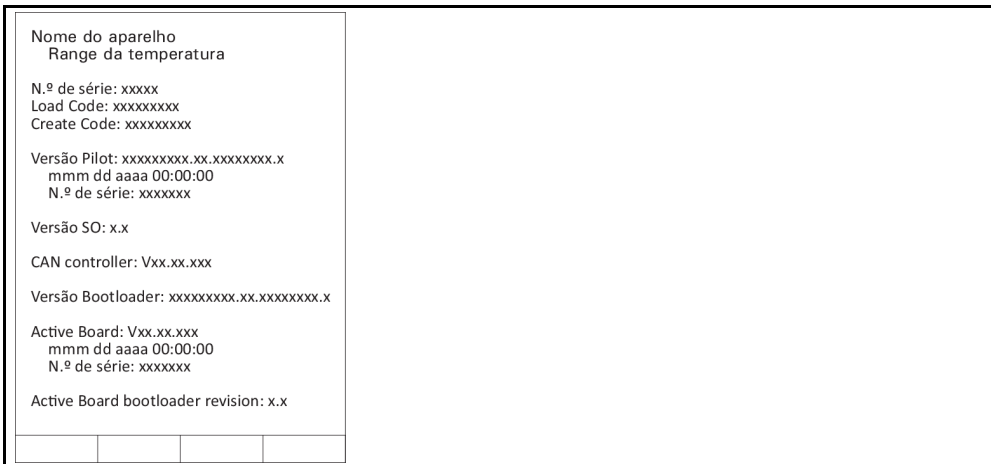 Nome do aparelho
Range da temperatura
N.º de série: xxxxx
Load Code: xxxxxxxxx
Create Code: xxxxxxxxx
Versão Pilot: xxxxxxxxx.xx.xxxxxxxx.x
mmm dd aaaa 00:00:00
N.º de série: xxxxxxx
Versão SO: x.x
CAN controller: Vxx.xx.xxx
Versão Bootloader: xxxxxxxxx.xx.xxxxxxxx.x
Active Board: Vxx.xx.xxx
mmm dd aaaa 00:00:00
N.º de série: xxxxxxx
Active Board bootloader revision: x.x